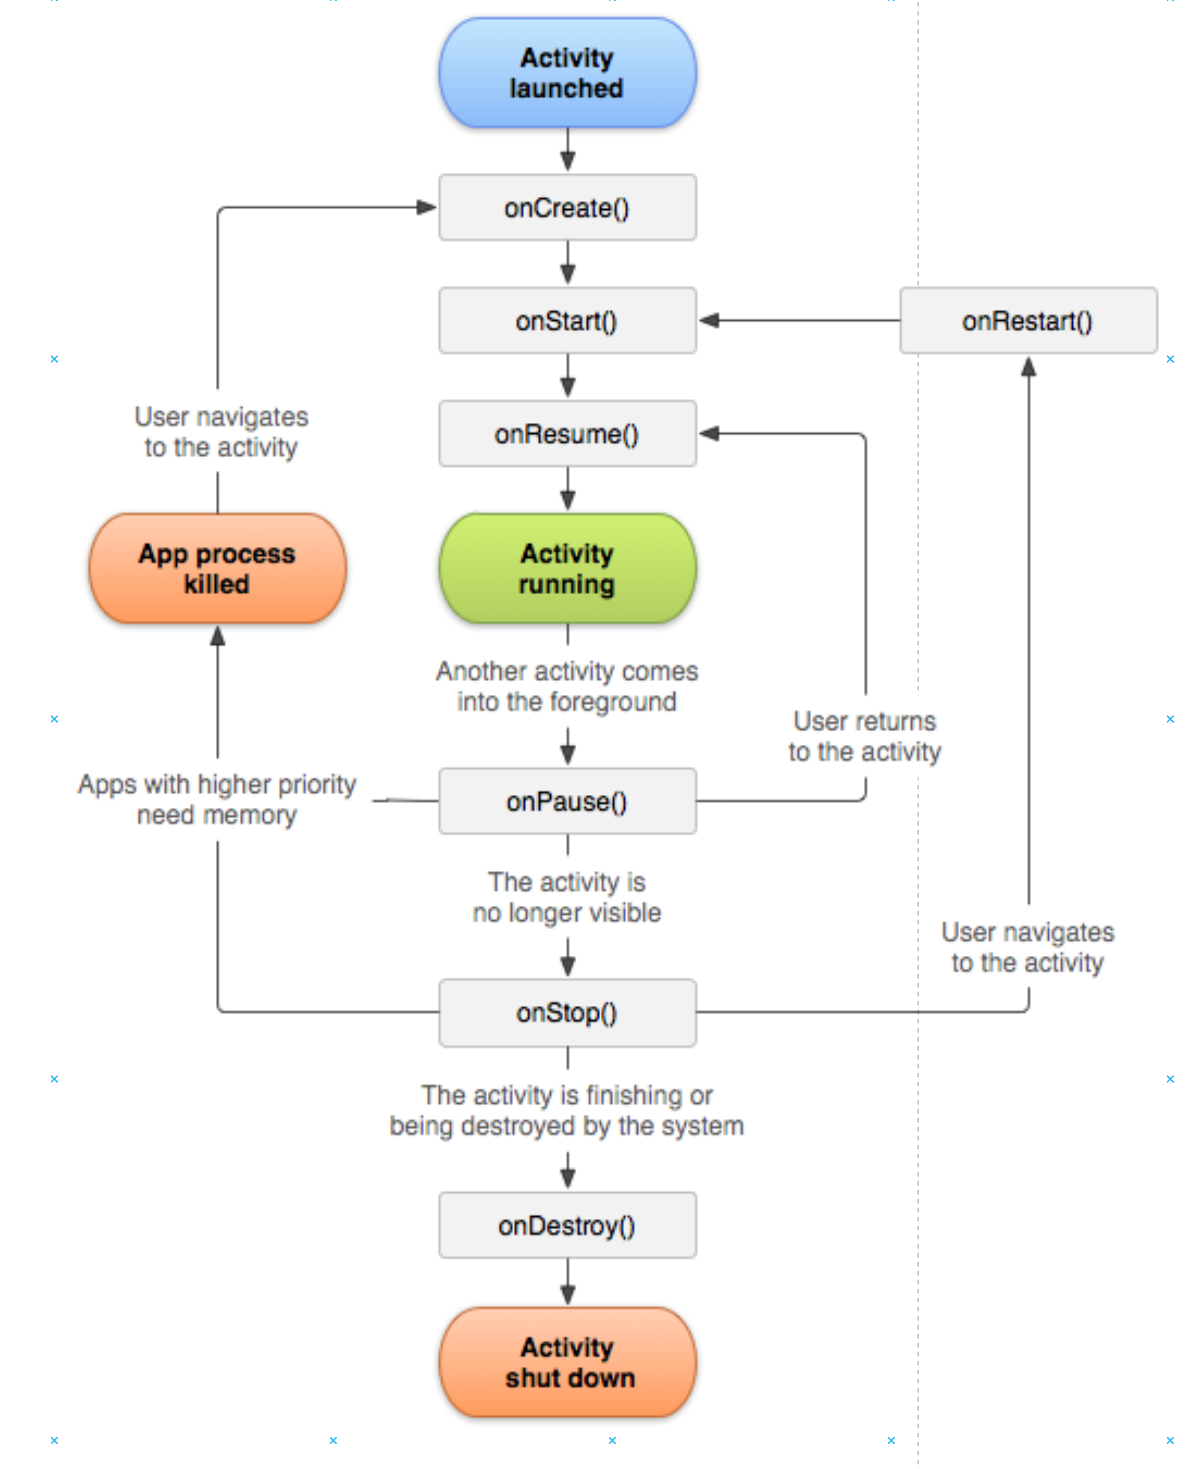 Activity
launched
onCreate()
onStart()
onRestart()
User navigates
to the activity
onResume()
App process
killed
Activity
running
Another activity comes
into the foreground
User returns
to the activity
Apps with higher priority
need memory
onPause()
The activity is
no longer visible
User navigates
to the activity
onStop()
The activity is finishing or
being destroyed by the system
onDestroy()
Activity
shut down